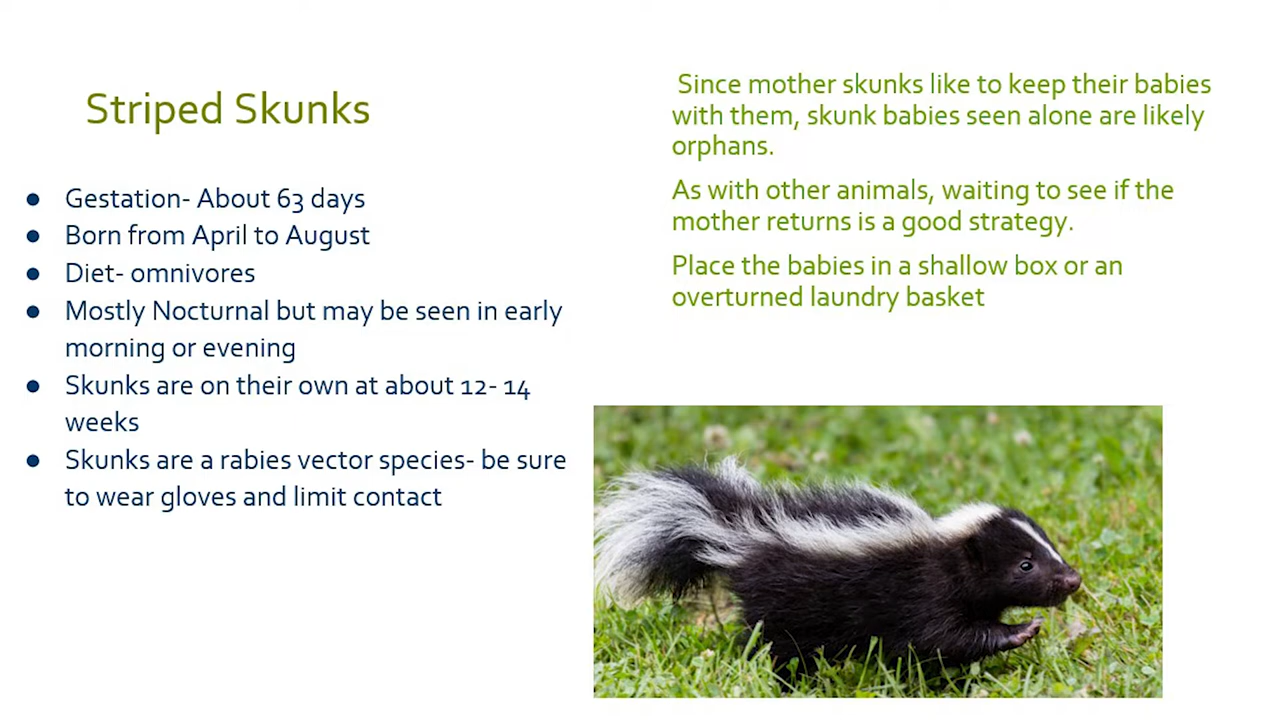 Striped Skunks
● Gestation- About 63 days
● Born from April to August
● Diet- omnivores
● Mostly Nocturnal but may be seen in early
morning or evening
● Skunks are on their own at about 12- 14
weeks
● Skunks are a rabies vector species- be sure
to wear gloves and limit contact
Since mother skunks like to keep their babies
with them, skunk babies seen alone are likely
orphans.
As with other animals, waiting to see if the
mother returns is a good strategy.
Place the babies in a shallow box or an
overturned laundry basket